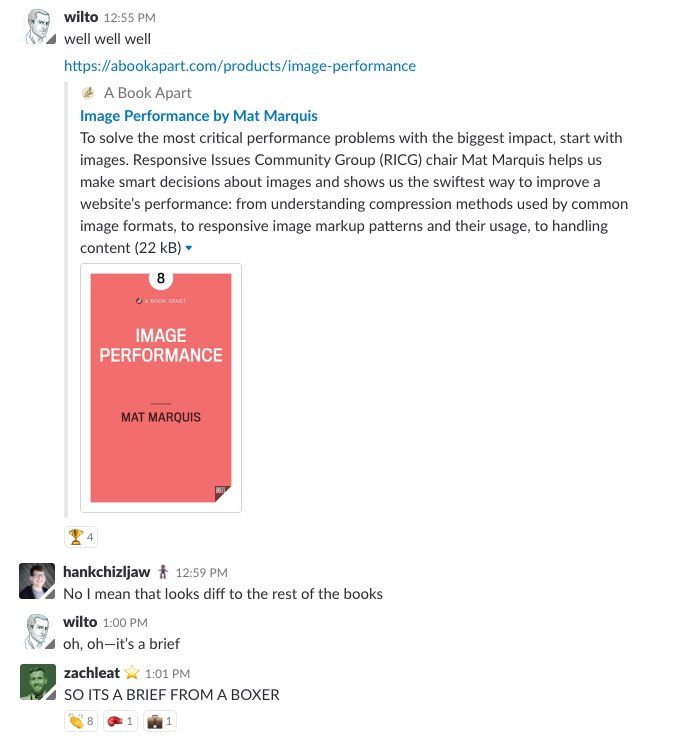 wilto 12:55 PM
well well well
https://abookapart.com/products/image-performance
A Book Apart
Image Performance by Mat Marquis
To solve the most critical performance problems with the biggest impact, start with
images. Responsive Issues Community Group (RICG) chair Mat Marquis helps us
make smart decisions about images and shows us the swiftest way to improve a
website’s performance: from understanding compression methods used by common
image formats, to responsive image markup patterns and their usage, to handling
content (22 kB)
8
A BOOK APART
IMAGE
PERFORMANCE
MAT MARQUIS
4
hankchizljaw 12:59 PM
No I mean that looks diff to the rest of the books
wilto 1:00 PM
oh, oh—it’s a brief
zachleat 1:01 PM
SO ITS A BRIEF FROM A BOXER
8 1 1